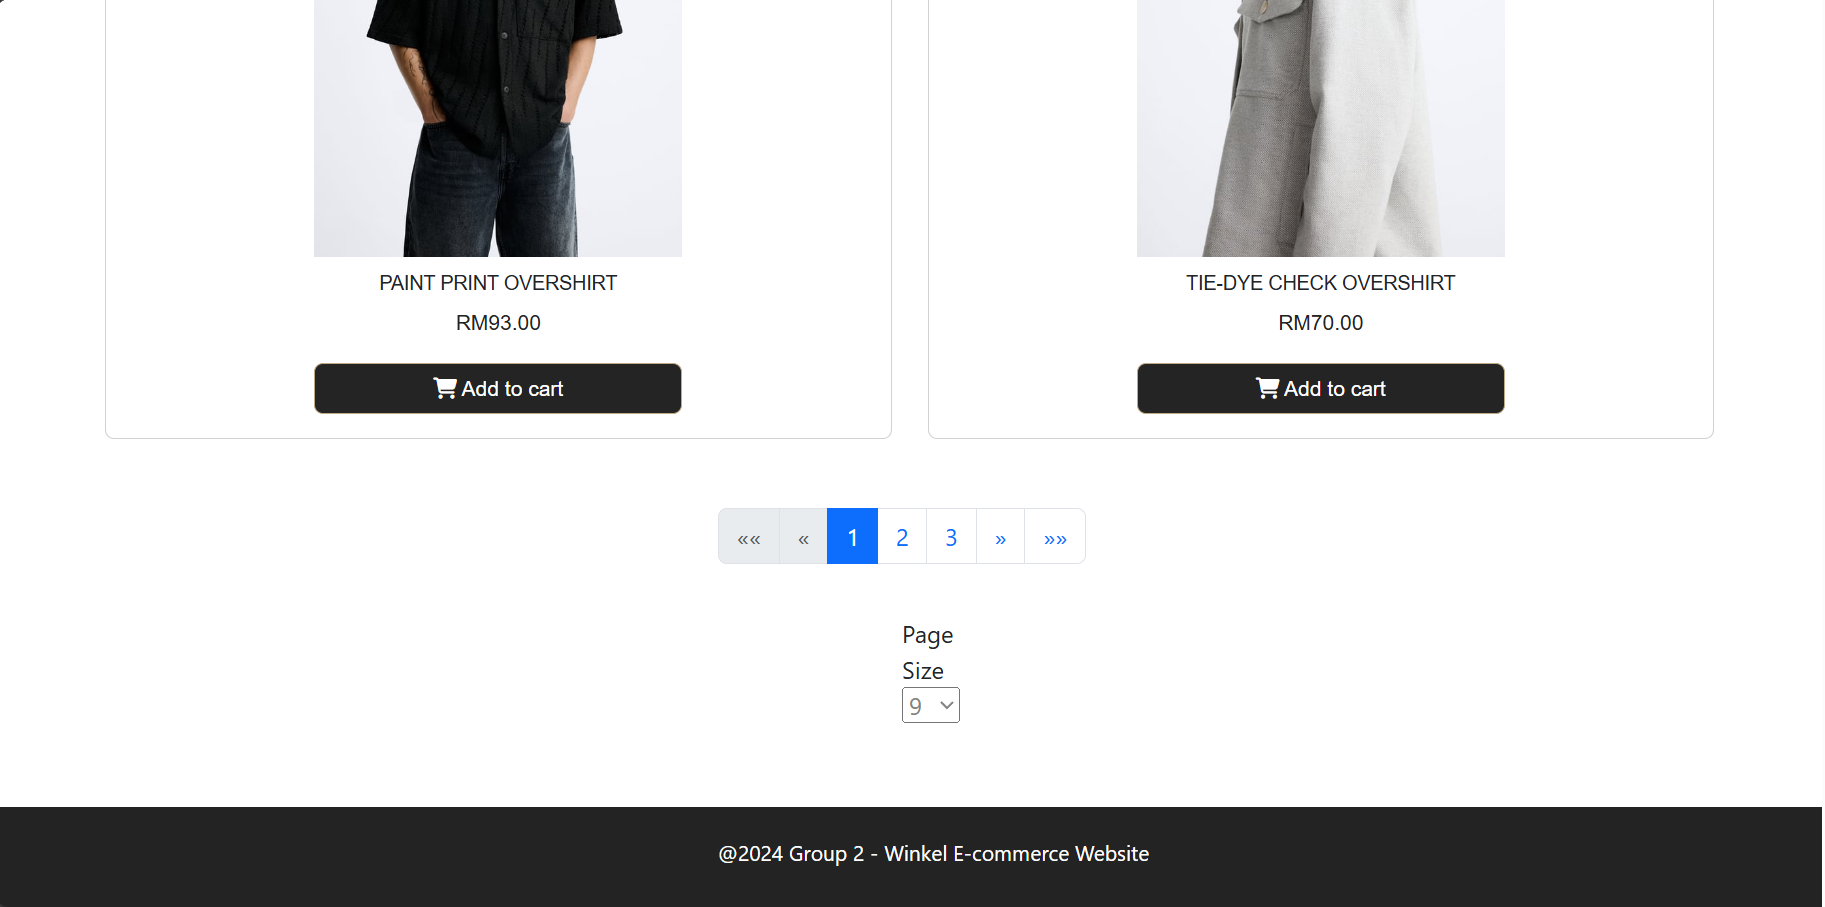 PAINT PRINT OVERSHIRT
RM93.00
Add to cart
TIE-DYE CHECK OVERSHIRT
RM70.00
Add to cart
«« « 1 2 3 » »»
Page
Size
9
@2024 Group 2 - Winkel E-commerce Website